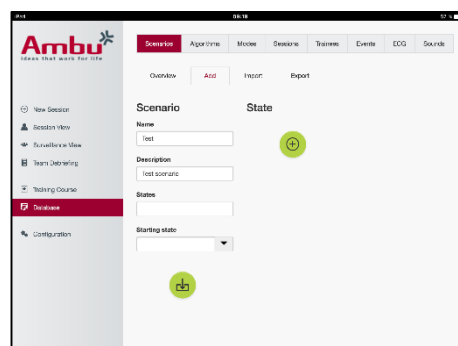 iPad 09:18 57 %
Ambu
Ideas that work for life
Scenarios Algorithms Modes Sessions Trainees Events ECG Sounds
Overview Add Import Export
New Session
Session View
Surveillance View
Team Debriefing
Training Course
Database
Configuration
Scenario
Name
Test
Description
Test scenario
States
Starting state
State